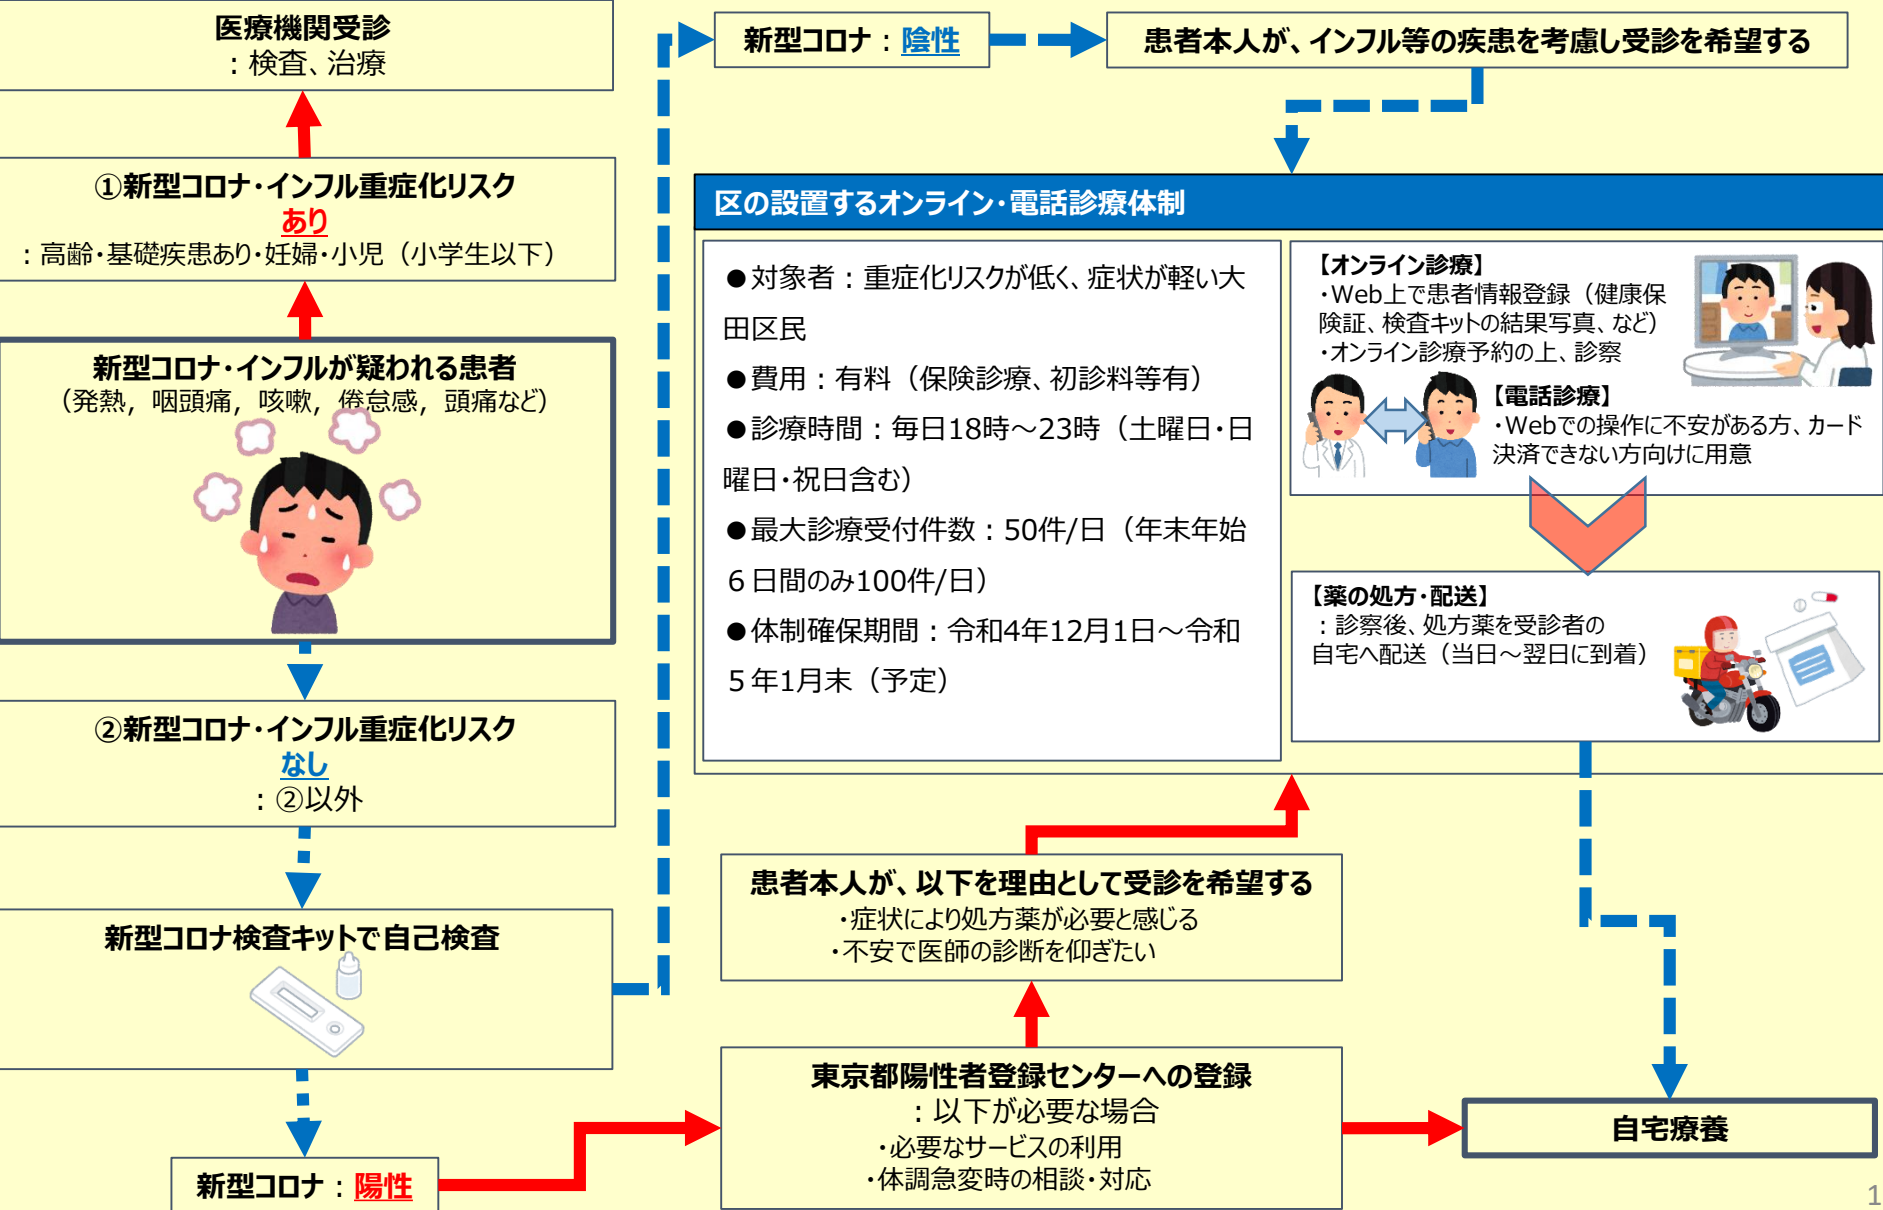 医療機関受診
：検査、治療
①新型コロナ・インフル重症化リスク
あり
：高齢・基礎疾患あり・妊婦・小児（小学生以下）
新型コロナ・インフルが疑われる患者
（発熱，咽頭痛，咳嗽，倦怠感，頭痛など）
②新型コロナ・インフル重症化リスク
なし
：②以外
新型コロナ検査キットで自己検査
新型コロナ：陽性
新型コロナ：陰性
患者本人が、インフル等の疾患を考慮し受診を希望する
区の設置するオンライン・電話診療体制
●対象者：重症化リスクが低く、症状が軽い大
田区民
●費用：有料（保険診療、初診料等有）
●診療時間：毎日18時～23時（土曜日・日
曜日・祝日含む）
●最大診療受付件数：50件/日（年末年始
６日間のみ100件/日）
●体制確保期間：令和4年12月1日～令和
５年1月末（予定）
【オンライン診療】
・Web上で患者情報登録（健康保
険証、検査キットの結果写真、など）
・オンライン診療予約の上、診察
【電話診療】
・Webでの操作に不安がある方、カード
決済できない方向けに用意
【薬の処方・配送】
：診察後、処方薬を受診者の
自宅へ配送（当日～翌日に到着）
患者本人が、以下を理由として受診を希望する
・症状により処方薬が必要と感じる
・不安で医師の診断を仰ぎたい
東京都陽性者登録センターへの登録
：以下が必要な場合
・必要なサービスの利用
・体調急変時の相談・対応
自宅療養
1